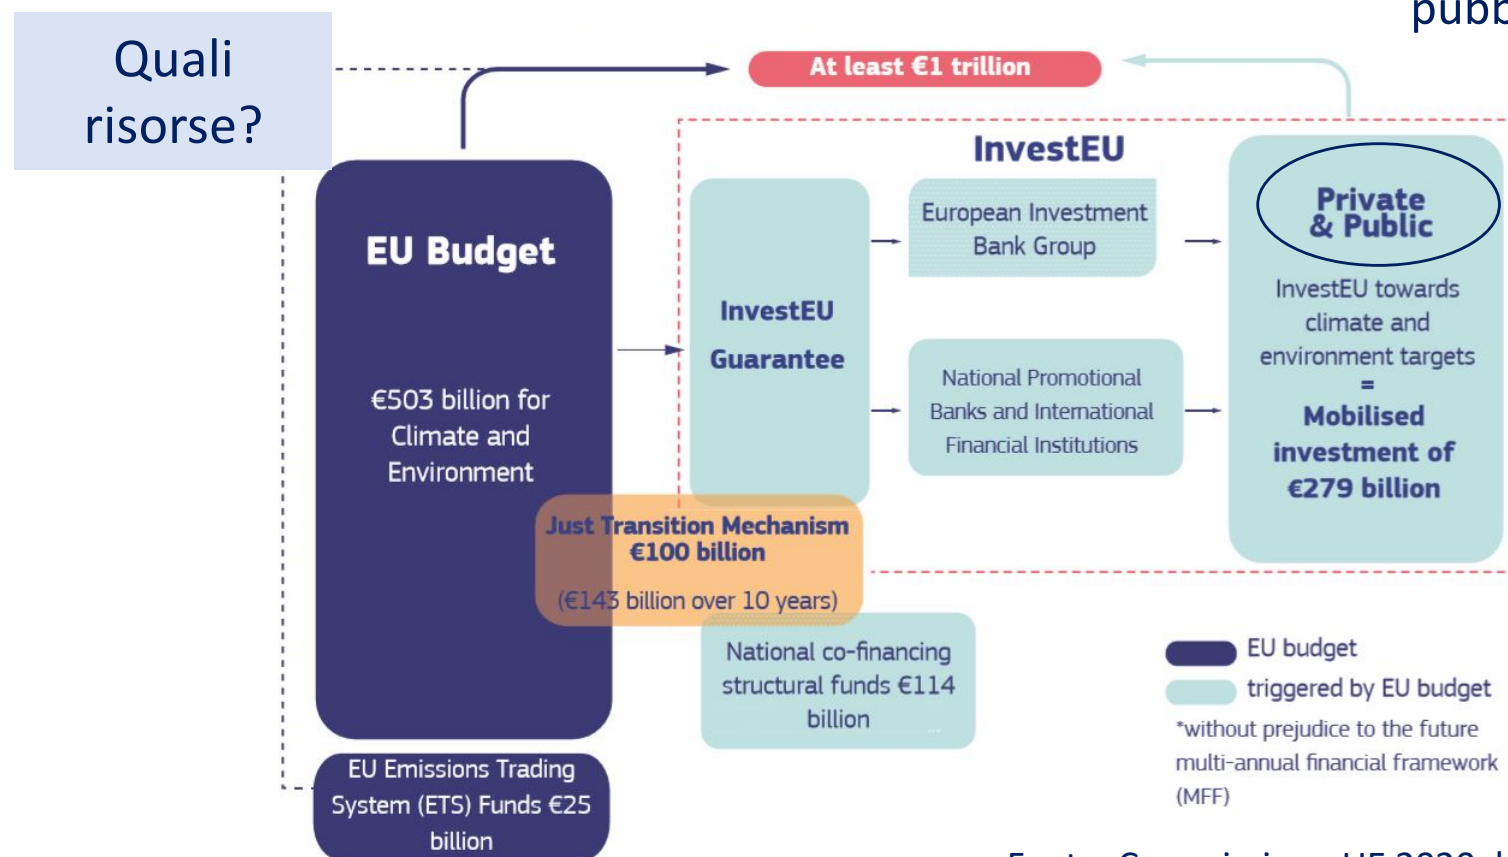 pubb
Quali
risorse?
At least €1 trillion
InvestEU
EU Budget
€503 billion for
Climate and
Environment
InvestEU
Guarantee
European Investment
Bank Group
National Promotional
Banks and International
Financial Institutions
Private
& Public
InvestEU towards
climate and
environment targets
=
Mobilised
investment of
€279 billion
Just Transition Mechanism
€100 billion
(€143 billion over 10 years)
National co-financing
structural funds €114
billion
...
EU Emissions Trading
System (ETS) Funds €25
billion
EU budget
triggered by EU budget
*without prejudice to the future
multi-annual financial framework
(MFF)